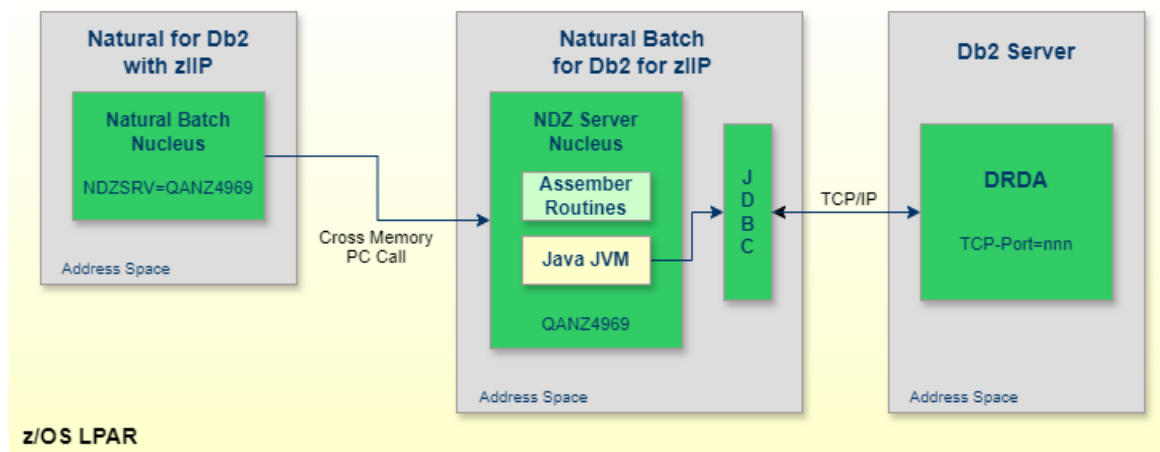 Natural for Db2
with zIIP
Natural Batch
Nucleus
NDZSRV=QANZ4969
Address Space
Cross Memory
PC Call
Natural Batch
for Db2 for zIIP
NDZ Server
Nucleus
Assember
Routines
Java JVM
QANZ4969
J
D
B
C
Address Space
TCP/IP
Db2 Server
DRDA
TCP-Port=nnn
Address Space
z/OS LPAR